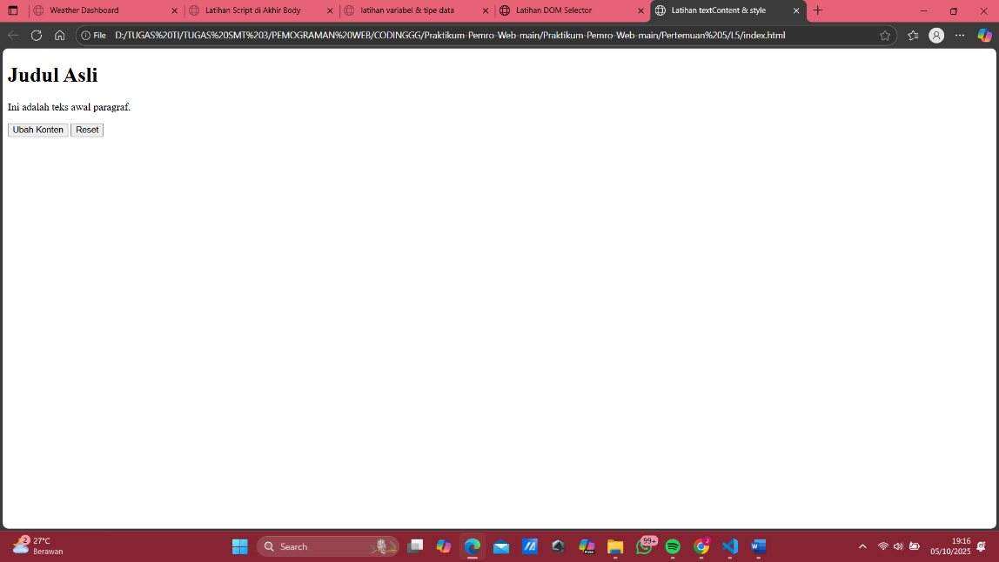 Weather Dashboard
Latihan Script di Akhir Body
latihan variabel & tipe data
Latihan DOM Selector
Latihan textContent & style
File
D:/TUGAS%20TI/TUGAS%20SMT%203/PEMOGRAMAN%20WEB/CODINGGG/Praktikum-Pemro-Web-main/Praktikum-Pemro-Web-main/Pertemuan%205/L5/index.html
Judul Asli
Ini adalah teks awal paragraf.
Ubah Konten
Reset
2
27°C
Berawan
Search
99+
J
19:16
05/10/2025